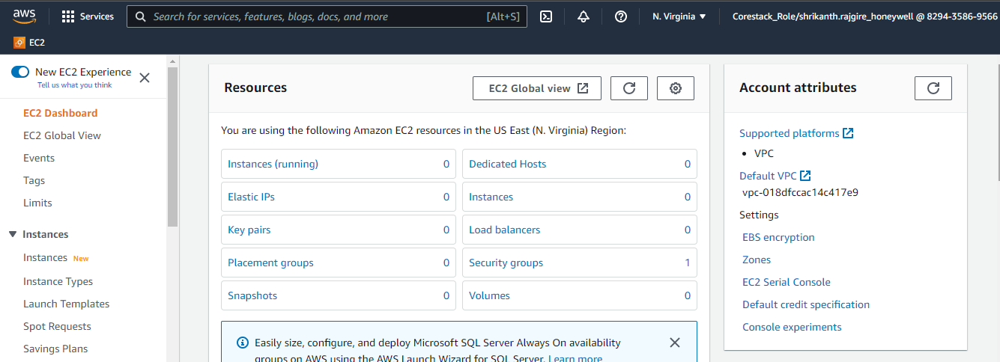 aws Services Search for services, features, blogs, docs, and more [Alt+S] N. Virginia Corestack_Role/shrikanth.rajgire_honeywell @ 8294-3586-9566
EC2
New EC2 Experience
Tell us what you think
EC2 Dashboard
EC2 Global View
Events
Tags
Limits
Instances
Instances New
Instance Types
Launch Templates
Spot Requests
Savings Plans
Resources
EC2 Global view
You are using the following Amazon EC2 resources in the US East (N. Virginia) Region:
Instances (running) 0 Dedicated Hosts 0
Elastic IPs 0 Instances 0
Key pairs 0 Load balancers 0
Placement groups 0 Security groups 1
Snapshots 0 Volumes 0
Easily size, configure, and deploy Microsoft SQL Server Always On availability
groups on AWS using the AWS Launch Wizard for SQL Server. Learn more
Account attributes
Supported platforms
• VPC
Default VPC
vpc-018dfccac14c417e9
Settings
EBS encryption
Zones
EC2 Serial Console
Default credit specification
Console experiments